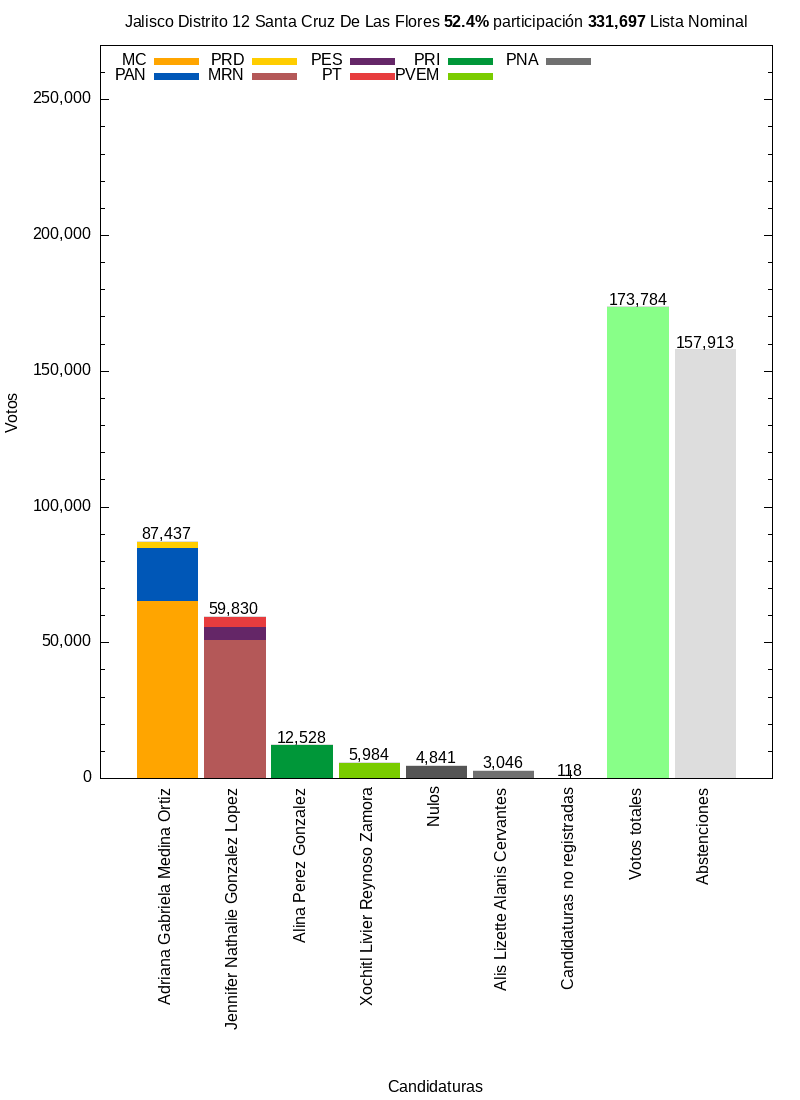 Jalisco Distrito 12 Santa Cruz De Las Flores 52.4% participación 331,697 Lista Nominal
MC PRD PES PRI PNA
PAN MRN PT PVEM
250,000
200,000
150,000
100,000
50,000
0
Votos
87,437
59,830
12,528
5,984
4,841
3,046
118
173,784
157,913
Adriana Gabriela Medina Ortiz
Jennifer Nathalie Gonzalez Lopez
Alina Perez Gonzalez
Xochitl Livier Reynoso Zamora
Nulos
Alis Lizette Alanis Cervantes
Candidaturas no registradas
Votos totales
Abstenciones
Candidaturas